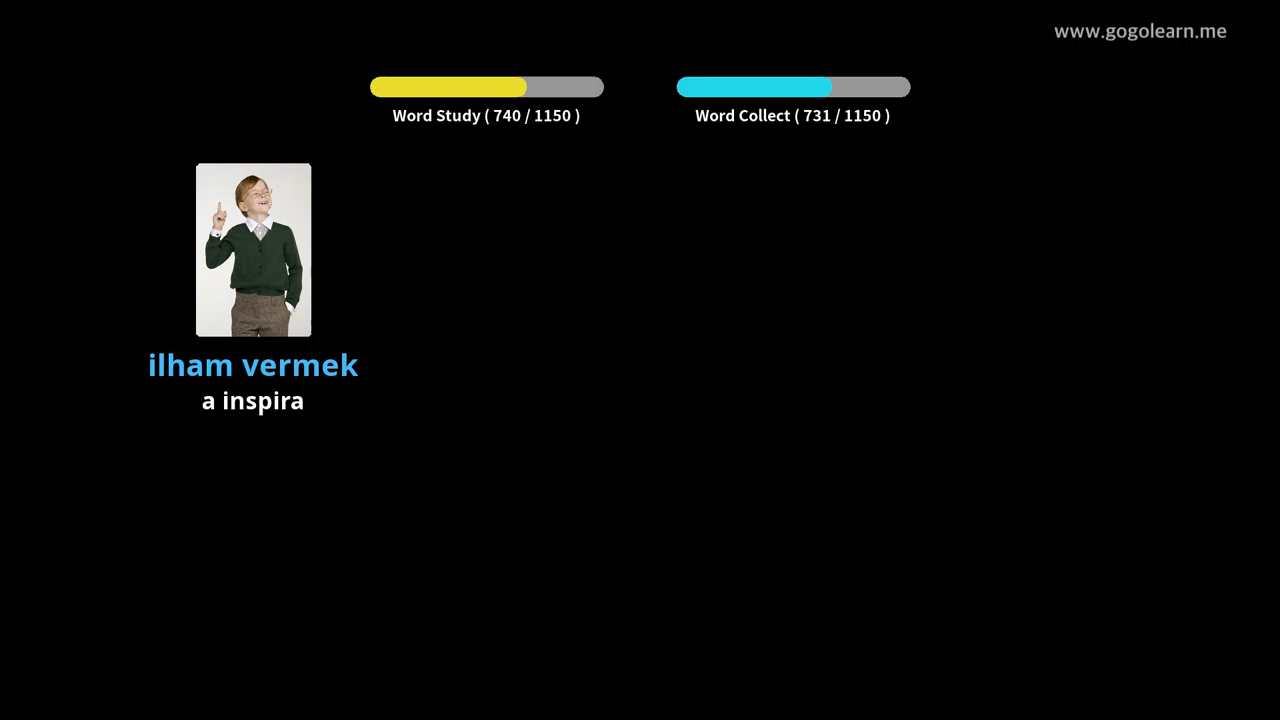 www.gogolearn.me
Word Study ( 740 / 1150 )
Word Collect ( 731 / 1150 )
ilham vermek
a inspira